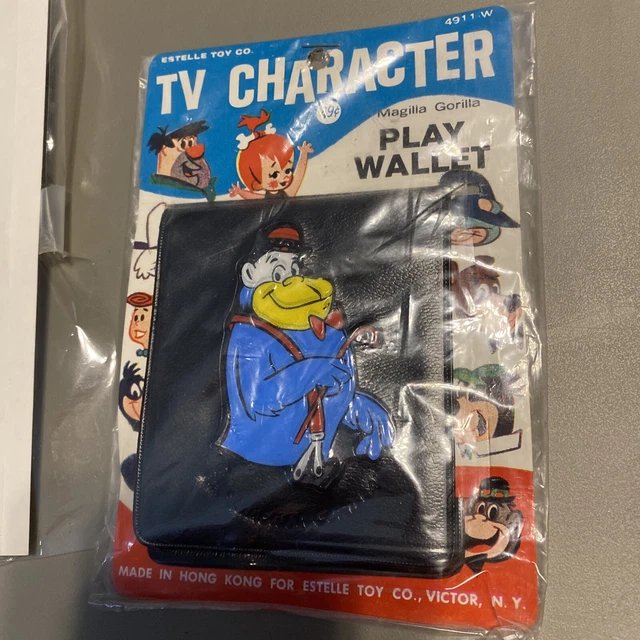 4911-W
ESTELLE TOY CO.
TV CHARACTER
Magilla Gorilla
PLAY
WALLET
MADE IN HONG KONG FOR ESTELLE TOY CO., VICTOR, N. Y.